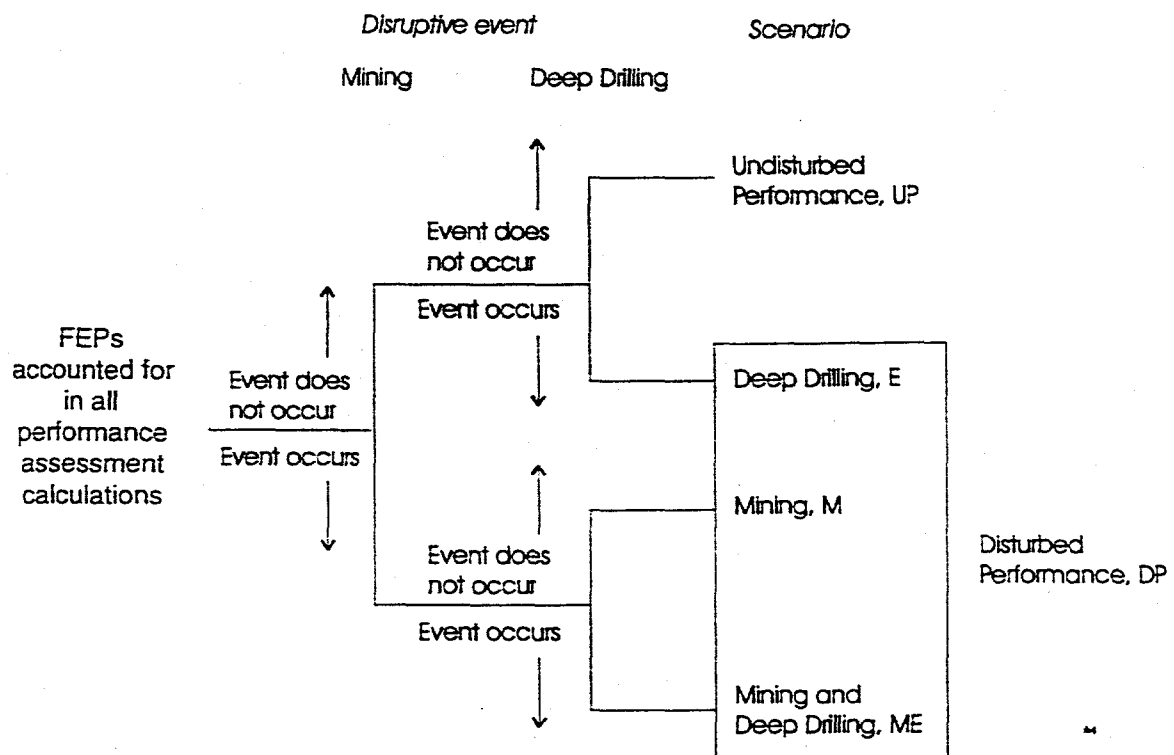 Disruptive event
Scenario
Mining
Deep Drilling
Undisturbed
Performance, UP
Event does
not occur
Event occurs
FEPs
accounted for
in all
performance
assessment
calculations
Event does
not occur
Event occurs
Deep Drilling, E
Mining, M
Event does
not occur
Event occurs
Disturbed
Performance, DP
Mining and
Deep Drilling, ME